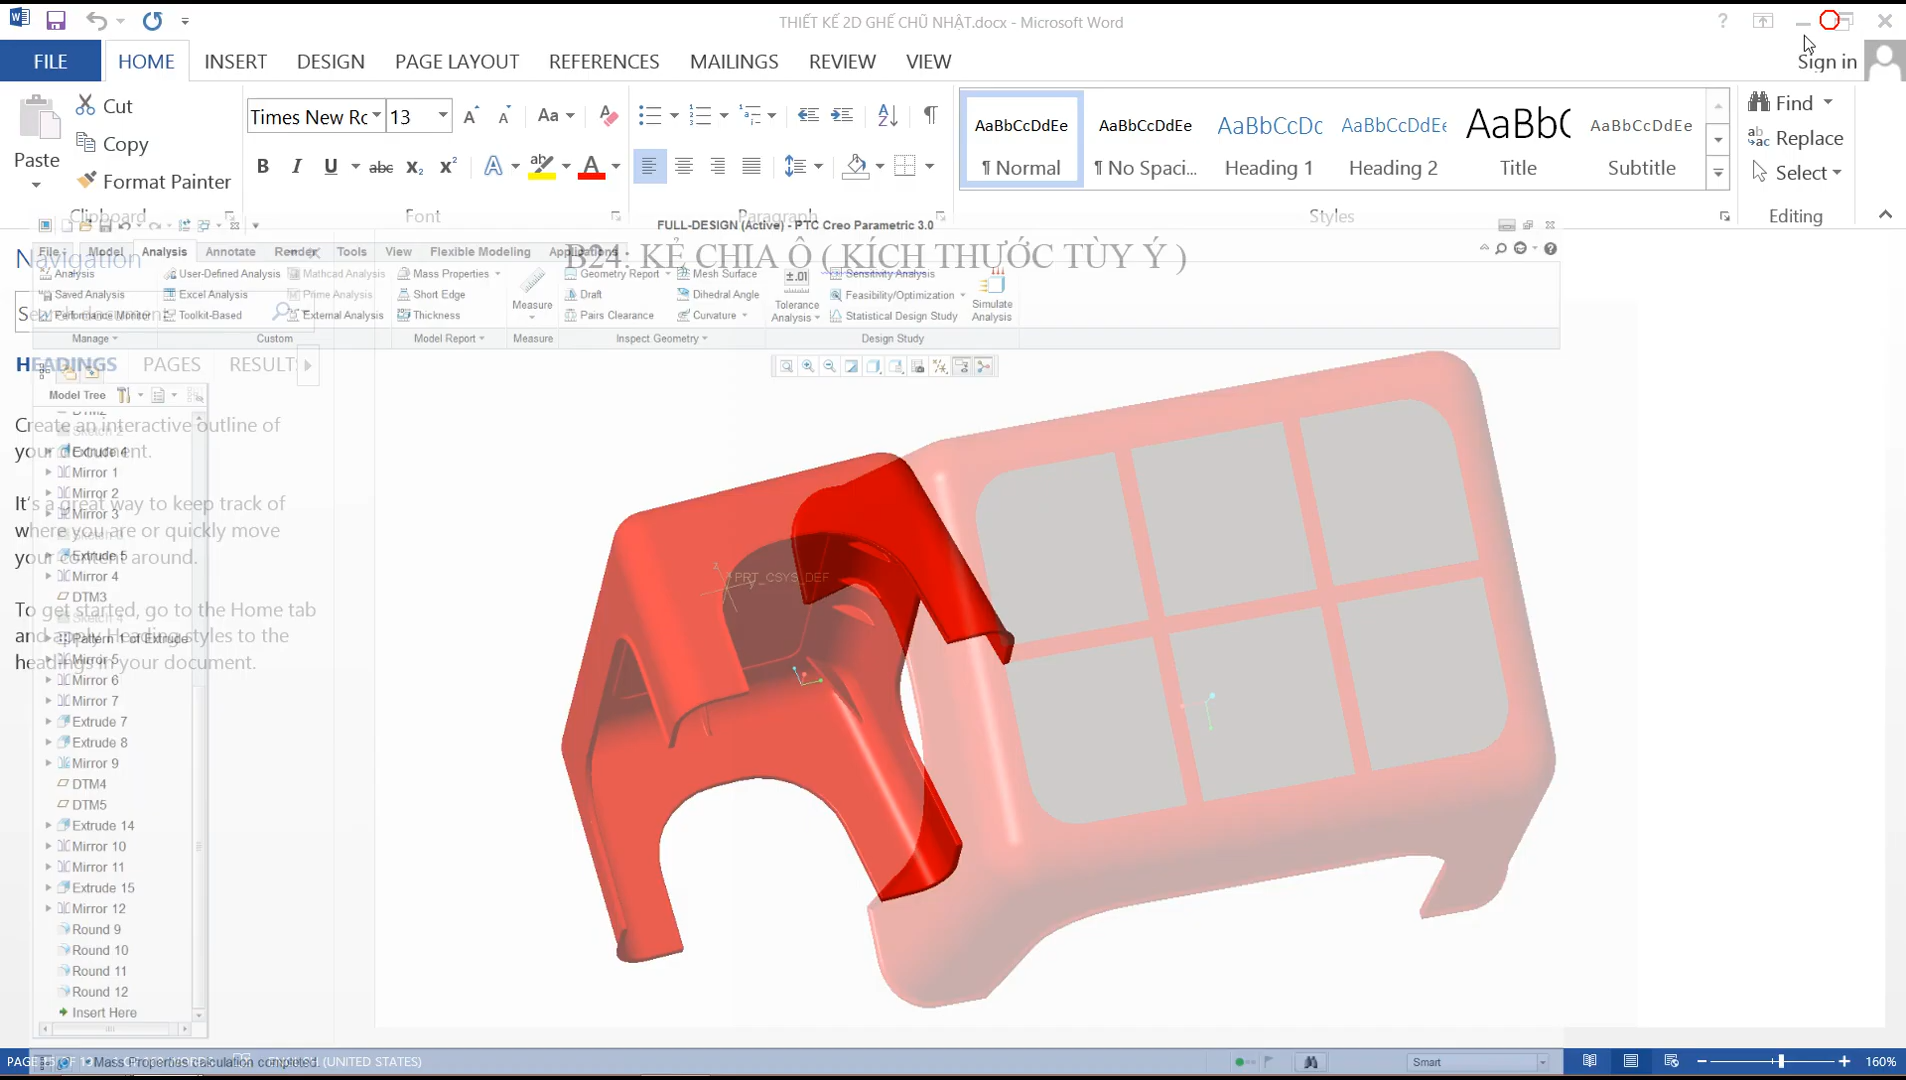 THIẾT KẾ 2D GHẾ CHŨ NHẬT.docx - Microsoft Word
FILE HOME INSERT DESIGN PAGE LAYOUT REFERENCES MAILINGS REVIEW VIEW Sign in
Paste
Cut
Copy
Format Painter
Clipboard
Times New Rc 13
Font
Paragraph
AaBbCcDdEe AaBbCcDdEe AaBbCcDc AaBbCcDdEe AaBbC AaBbCcDdEe
¶ Normal ¶ No Spaci... Heading 1 Heading 2 Title Subtitle
Styles
Find
Replace
Select
Editing
FULL-DESIGN (Active) - PTC Creo Parametric 3.0
File Model Analysis Annotate Render Tools View Flexible Modeling Applications
B24: KẺ CHIA Ô ( KÍCH THƯỚC TÙY Ý )
Navigation
Analysis User-Defined Analysis Mathcad Analysis Mass Properties Geometry Report Mesh Surface Sensitivity Analysis
Saved Analysis Excel Analysis Prime Analysis Short Edge Draft Dihedral Angle Feasibility/Optimization
Performance Monitor Toolkit-Based External Analysis Thickness Pairs Clearance Curvature Statistical Design Study
Measure
Tolerance Analysis
Simulate Analysis
Manage Custom Model Report Measure Inspect Geometry Design Study
HEADINGS PAGES RESULTS
Model Tree
Create an interactive outline of
your document.
It's a great way to keep track of
where you are or quickly move
your content around.
To get started, go to the Home tab
and apply Heading styles to the
headings in your document.
DTM2
Sketch 2
Extrude 4
Mirror 1
Mirror 2
Mirror 3
Extrude 5
Mirror 4
DTM3
Sketch 4
Pattern 1 of Extrude
Mirror 5
Mirror 6
Mirror 7
Extrude 7
Extrude 8
Mirror 9
DTM4
DTM5
Extrude 14
Mirror 10
Mirror 11
Extrude 15
Mirror 12
Round 9
Round 10
Round 11
Round 12
Insert Here
PRT_CSYS_DEF
Mass Properties calculation completed.
ENGLISH (UNITED STATES)
Smart
160%